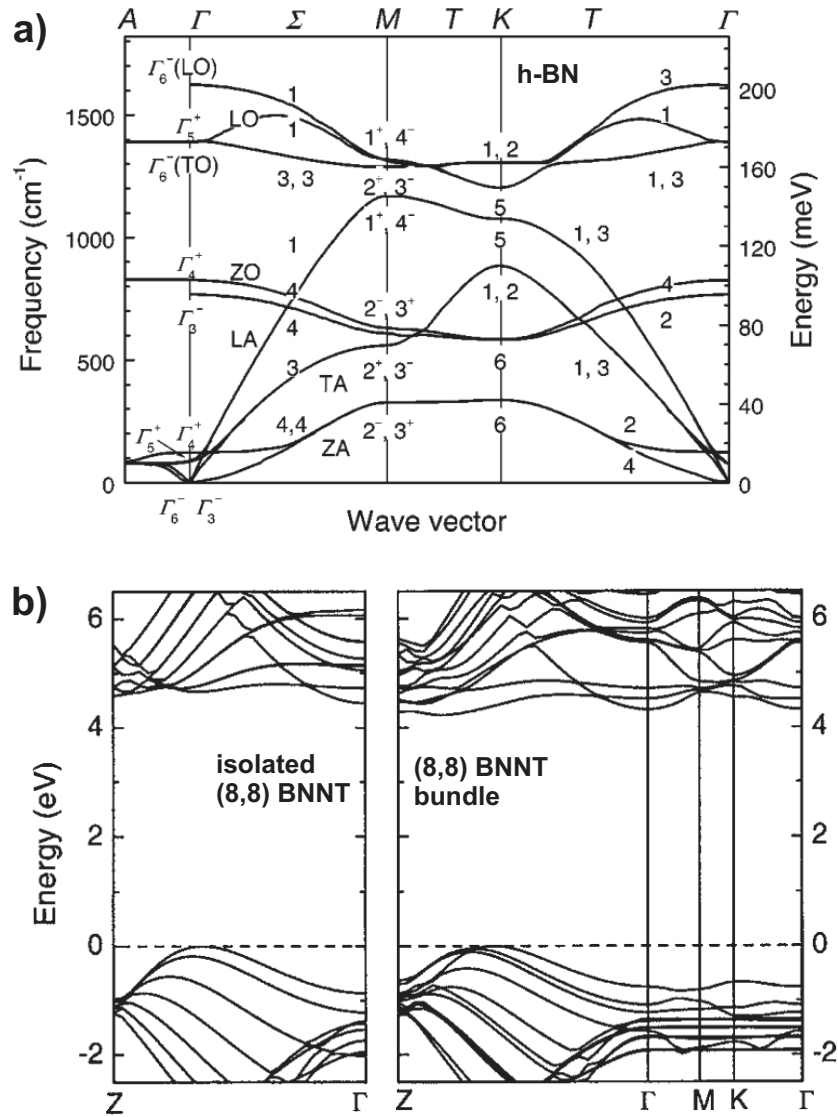 a)
A Γ Σ M T K T Γ
h-BN
Γ₆⁻(LO)
LO
Γ₅⁺
Γ₆⁻(TO)
1
1
3, 3
1⁺, 4⁻
2⁺, 3⁻
1⁺, 4⁻
1, 2
5
5
1, 2
3
1
1, 3
1, 3
1
Γ₄⁺
ZO
4
4
Γ₃⁻
LA
2⁻, 3⁺
4
2
3
TA
2⁺, 3⁻
6
1, 3
Γ₅⁺
Γ₄⁺
4,4
ZA
2⁻, 3⁺
6
2
4
Γ₆⁻ Γ₃⁻
Frequency (cm⁻¹)
1500
1000
500
0
Energy (meV)
200
160
120
80
40
0
Wave vector
b)
Energy (eV)
6
4
2
0
-2
isolated
(8,8) BNNT
(8,8) BNNT
bundle
6
4
2
0
-2
Z Γ Z Γ M K Γ